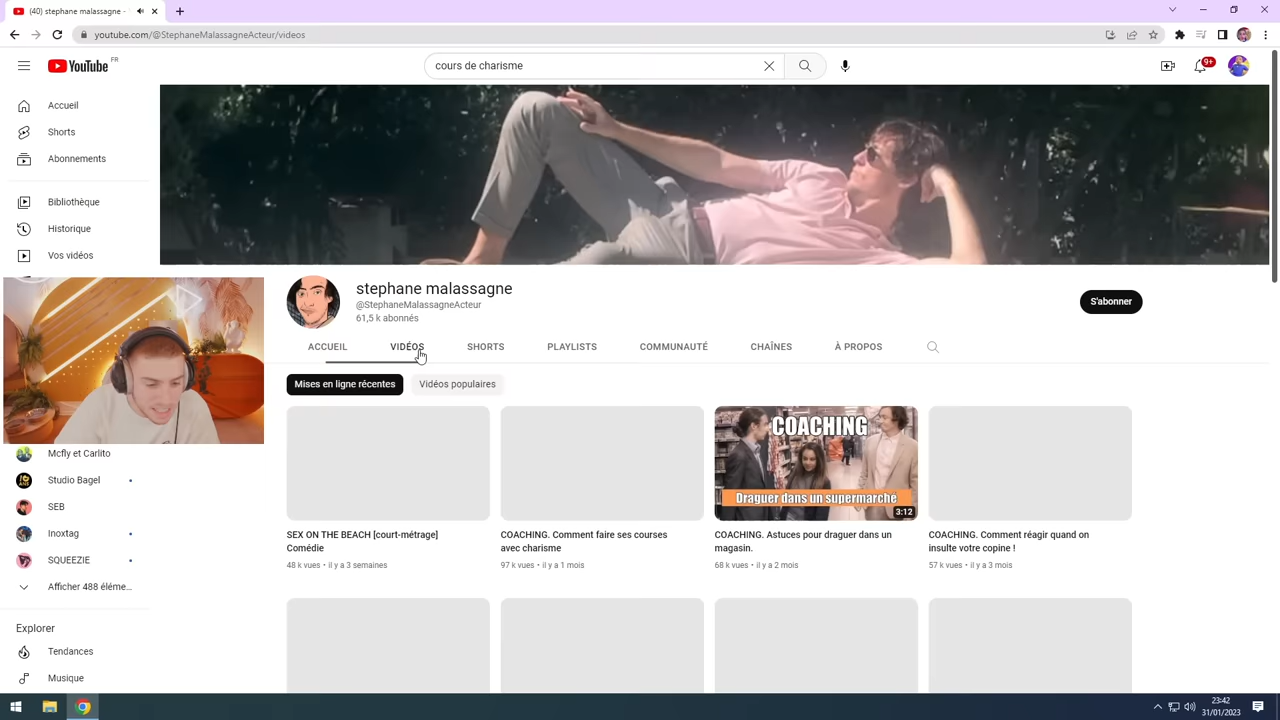 (40) stephane malassagne -
youtube.com/@StephaneMalassagneActeur/videos
YouTube FR
cours de charisme
9+
Accueil
Shorts
Abonnements
Bibliothèque
Historique
Vos vidéos
stephane malassagne
@StephaneMalassagneActeur
61,5 k abonnés
S'abonner
ACCUEIL VIDÉOS SHORTS PLAYLISTS COMMUNAUTÉ CHAÎNES À PROPOS
Mises en ligne récentes Vidéos populaires
COACHING
Draguer dans un supermarché
3:12
SEX ON THE BEACH [court-métrage]
Comédie
48 k vues • il y a 3 semaines
COACHING. Comment faire ses courses
avec charisme
97 k vues • il y a 1 mois
COACHING. Astuces pour draguer dans un
magasin.
68 k vues • il y a 2 mois
COACHING. Comment réagir quand on
insulte votre copine !
57 k vues • il y a 3 mois
Mcfly et Carlito
Studio Bagel
SEB
Inoxtag
SQUEEZIE
Afficher 488 éléme...
Explorer
Tendances
Musique
23:42
31/01/2023